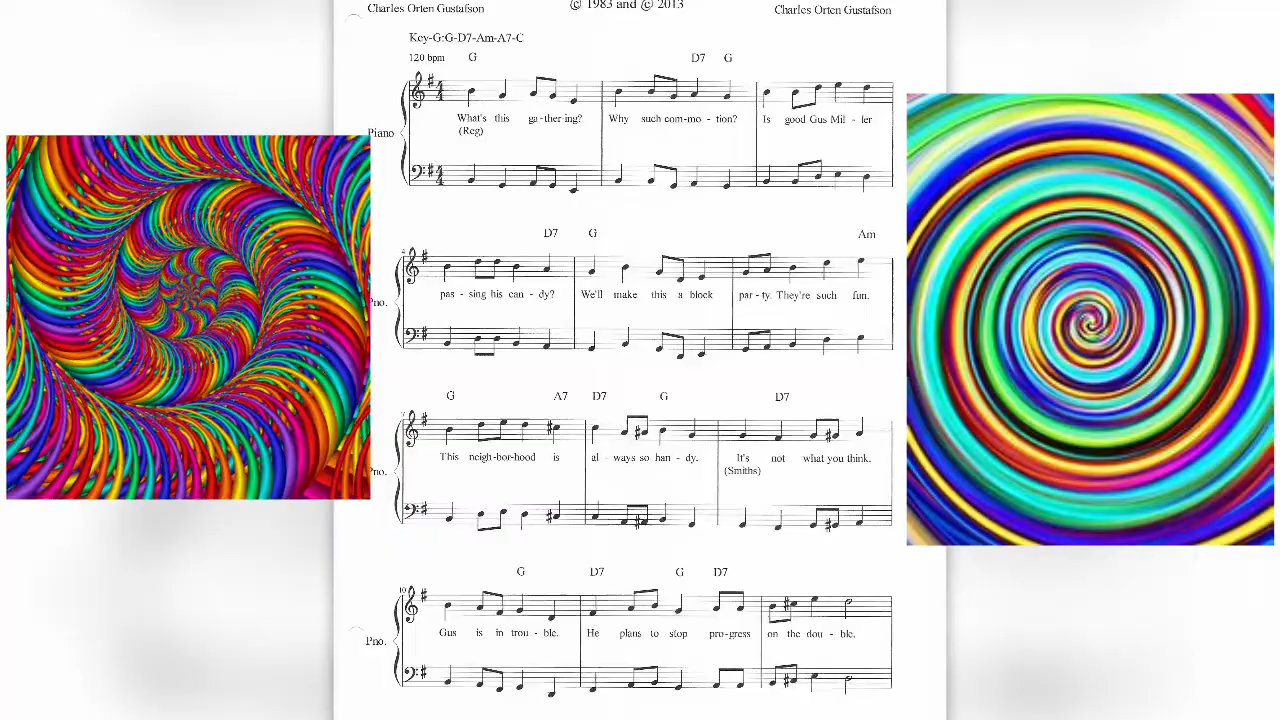 Charles Orten Gustafson © 1983 and © 2013 Charles Orten Gustafson
Key-G:G-D7-Am-A7-C
120 bpm G D7 G
Piano
What's this ga-ther-ing? Why such com-mo - tion? Is good Gus Mil - ler
(Reg)
4 D7 G Am
Pno.
pas - sing his can - dy? We'll make this a block par-ty. They're such fun.
7 G A7 D7 G D7
Pno.
This neigh-bor-hood is al - ways so han - dy. It's not what you think.
(Smiths)
10 G D7 G D7
Pno.
Gus is in trou - ble. He plans to stop pro-gress on the dou - ble.